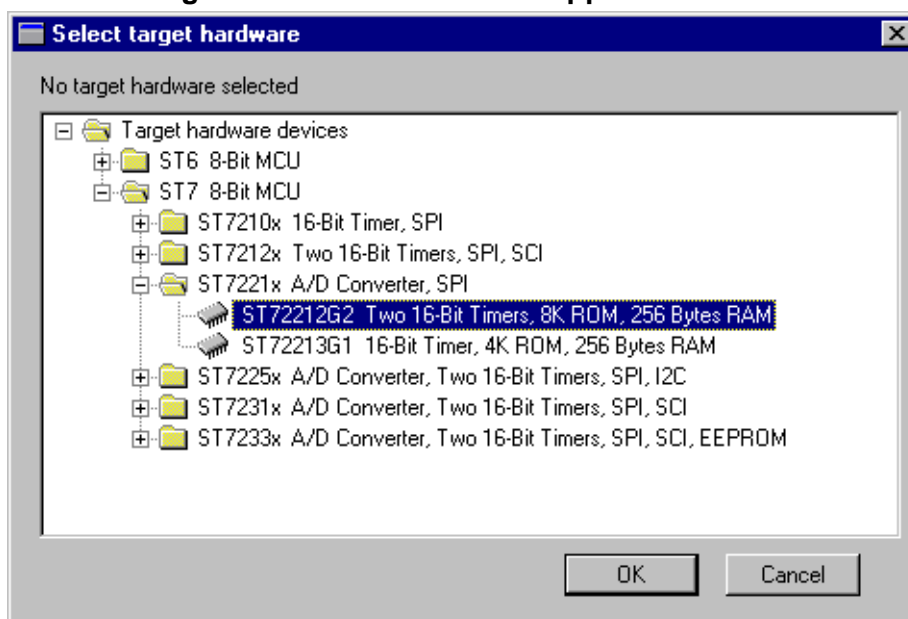 Select target hardware
No target hardware selected
Target hardware devices
ST6 8-Bit MCU
ST7 8-Bit MCU
ST7210x 16-Bit Timer, SPI
ST7212x Two 16-Bit Timers, SPI, SCI
ST7221x A/D Converter, SPI
ST72212G2 Two 16-Bit Timers, 8K ROM, 256 Bytes RAM
ST72213G1 16-Bit Timer, 4K ROM, 256 Bytes RAM
ST7225x A/D Converter, Two 16-Bit Timers, SPI, I2C
ST7231x A/D Converter, Two 16-Bit Timers, SPI, SCI
ST7233x A/D Converter, Two 16-Bit Timers, SPI, SCI, EEPROM
OK Cancel